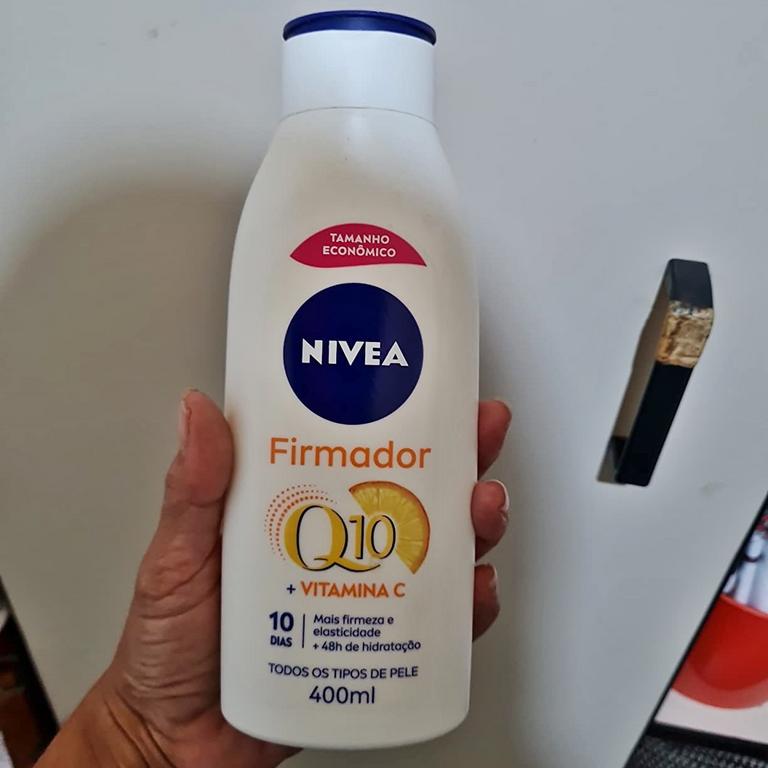 TAMANHO
ECONÔMICO
NIVEA
Firmador
Q10
+ VITAMINA C
10
DIAS
Mais firmeza e
elasticidade
+ 48h de hidratação
TODOS OS TIPOS DE PELE
400ml